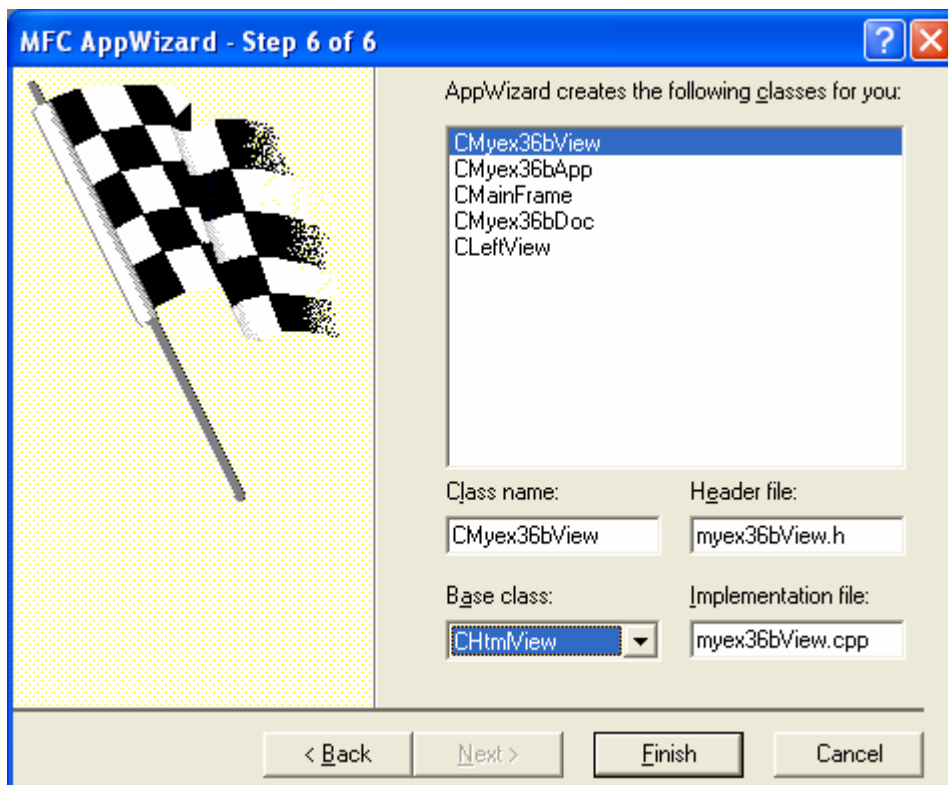 MFC AppWizard - Step 6 of 6
AppWizard creates the following classes for you:
CMyex36bView
CMyex36bApp
CMainFrame
CMyex36bDoc
CLeftView
Class name:
Header file:
CMyex36bView
myex36bView.h
Base class:
Implementation file:
CHtmlView
myex36bView.cpp
< Back
Next >
Finish
Cancel